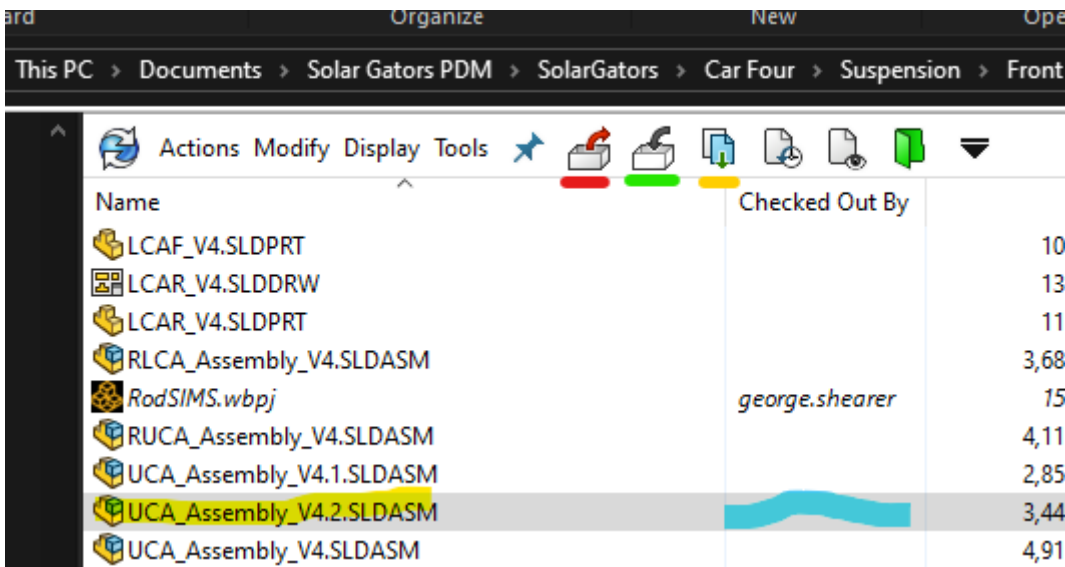 Organize New
This PC > Documents > Solar Gators PDM > SolarGators > Car Four > Suspension > Front
Actions Modify Display Tools
Name Checked Out By
LCAF_V4.SLDPRT 10
LCAR_V4.SLDDRW 13
LCAR_V4.SLDPRT 11
RLCA_Assembly_V4.SLDASM 3,68
RodSIMS.wbpj george.shearer 15
RUCA_Assembly_V4.SLDASM 4,11
UCA_Assembly_V4.1.SLDASM 2,85
UCA_Assembly_V4.2.SLDASM 3,44
UCA_Assembly_V4.SLDASM 4,91